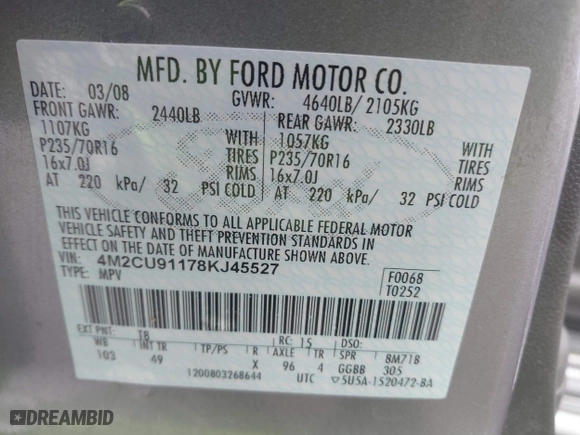 MFD. BY FORD MOTOR CO.
DATE: 03/08 GVWR: 4640LB/ 2105KG
FRONT GAWR: 2440LB REAR GAWR: 2330LB
1107KG WITH 1057KG WITH
P235/70R16 TIRES P235/70R16 TIRES
16x7.0J RIMS 16x7.0J RIMS
AT 220 kPa/ 32 PSI COLD AT 220 kPa/ 32 PSI COLD
THIS VEHICLE CONFORMS TO ALL APPLICABLE FEDERAL MOTOR
VEHICLE SAFETY AND THEFT PREVENTION STANDARDS IN
EFFECT ON THE DATE OF MANUFACTURE SHOWN ABOVE.
VIN: 4M2CU91178KJ45527 F0068
TYPE: MPV T0252
EXT PNT: T8 RC: 15 DSO:
WB INT TR TP/PS R AXLE TR SPR BM71B
103 49 X 96 4 GGBB 305
1200803268644 UTC 5U5A-1520472-BA
DREAMBID